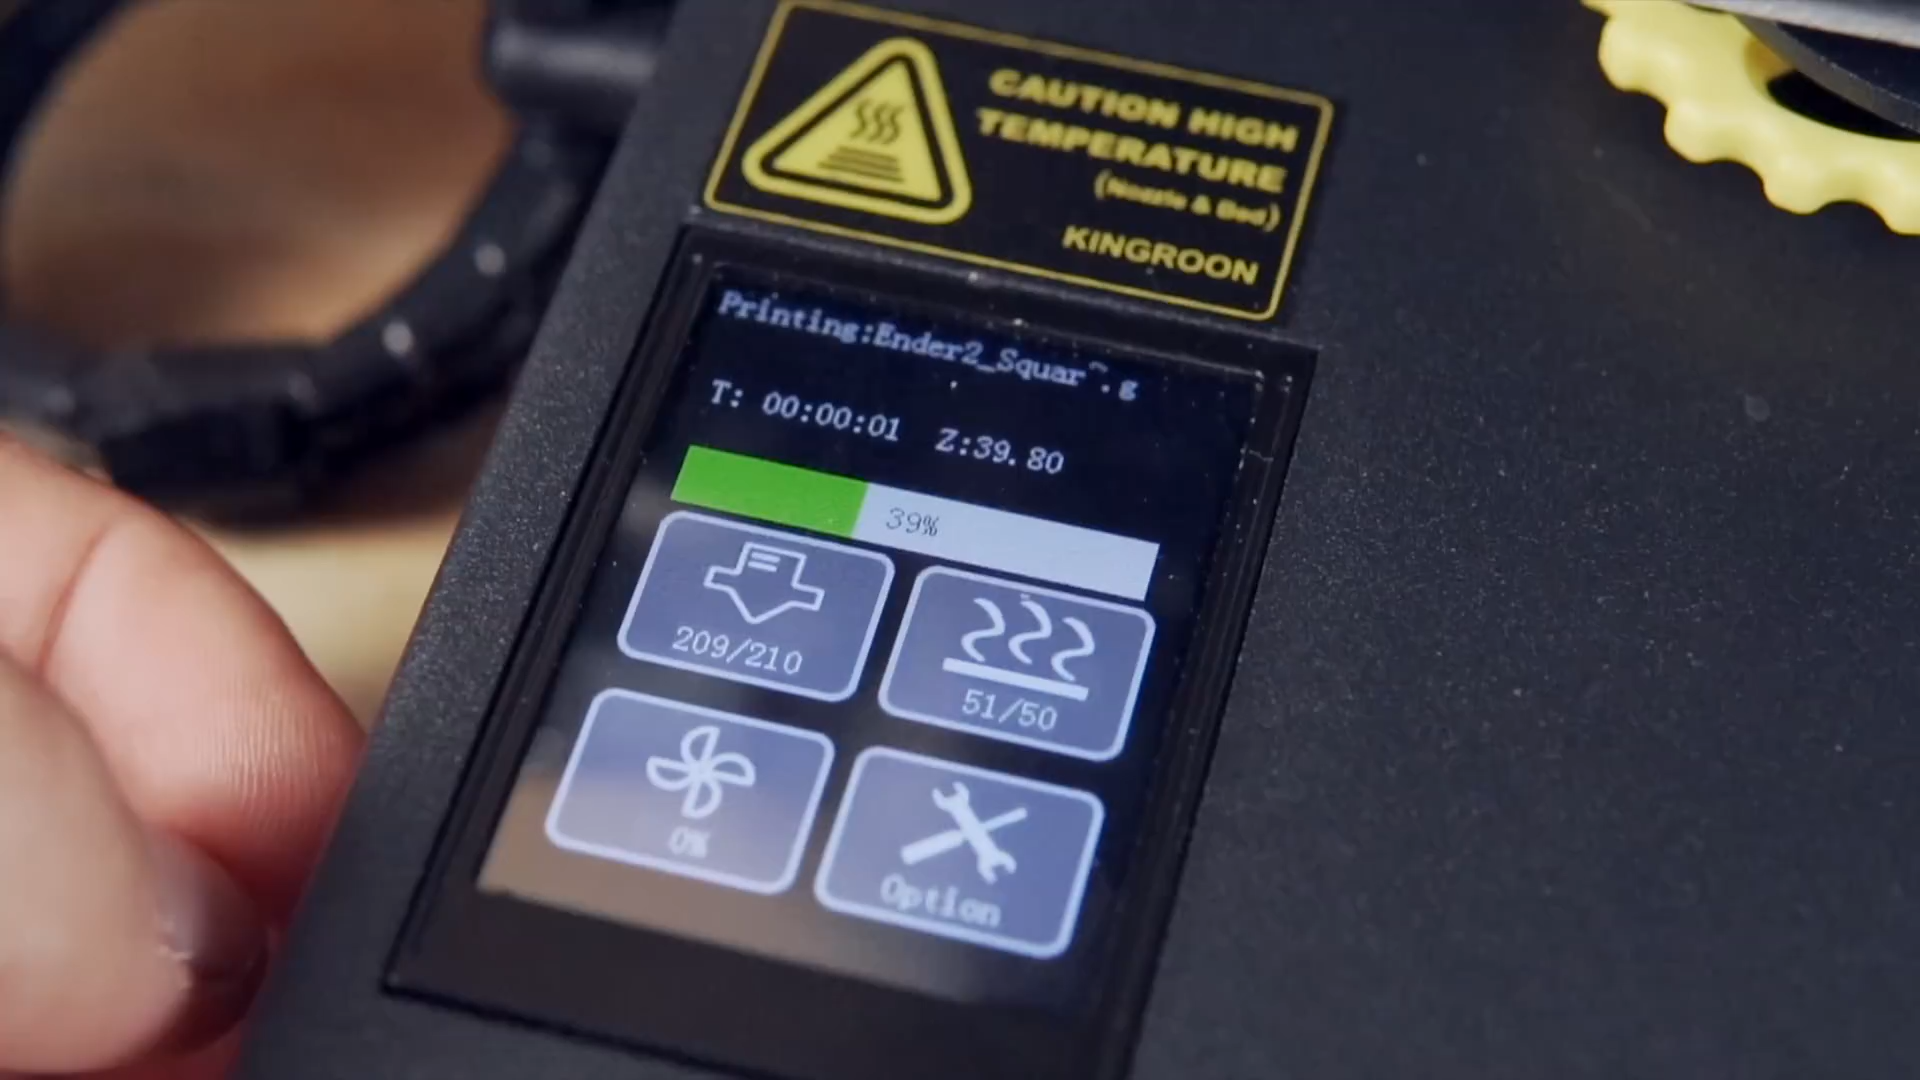 CAUTION HIGH
TEMPERATURE
(Nozzle & Bed)
KINGROON
Printing:Ender2_Squar~.g
T: 00:00:01 Z:39.80
39%
209/210
51/50
0%
Option